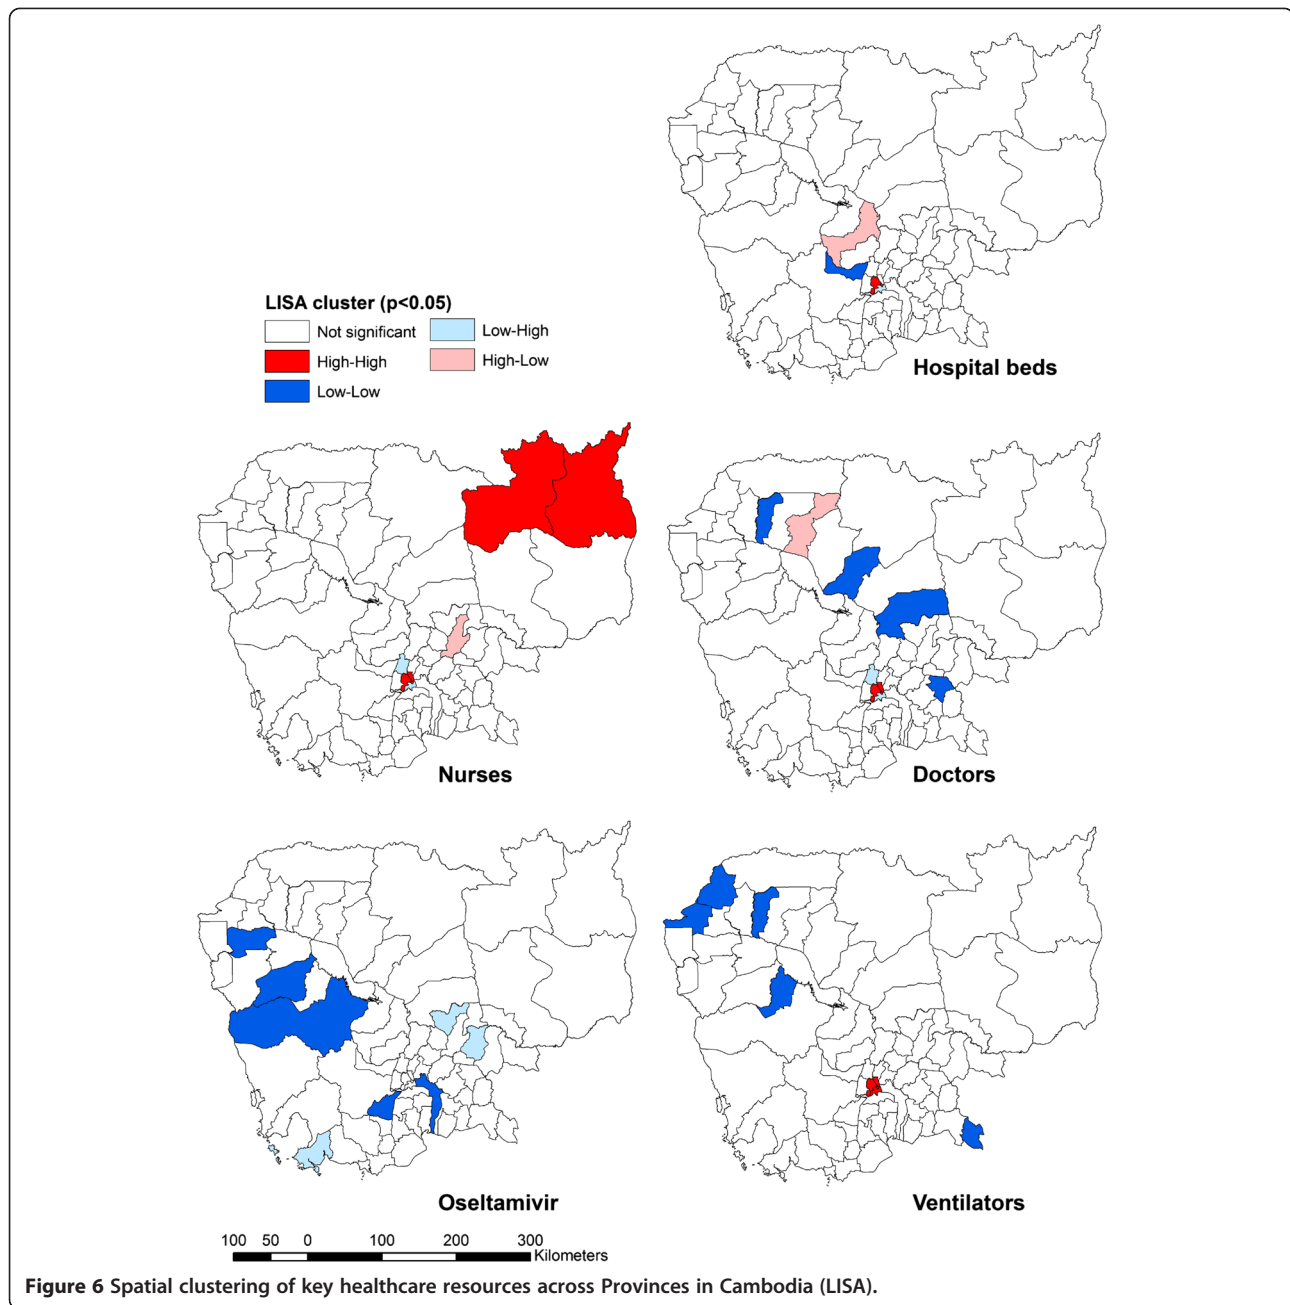 Hospital beds
LISA cluster (p<0.05)
Not significant
Low-High
High-High
High-Low
Low-Low
Nurses
Doctors
Oseltamivir
Ventilators
100 50 0 100 200 300
Kilometers
Figure 6 Spatial clustering of key healthcare resources across Provinces in Cambodia (LISA).